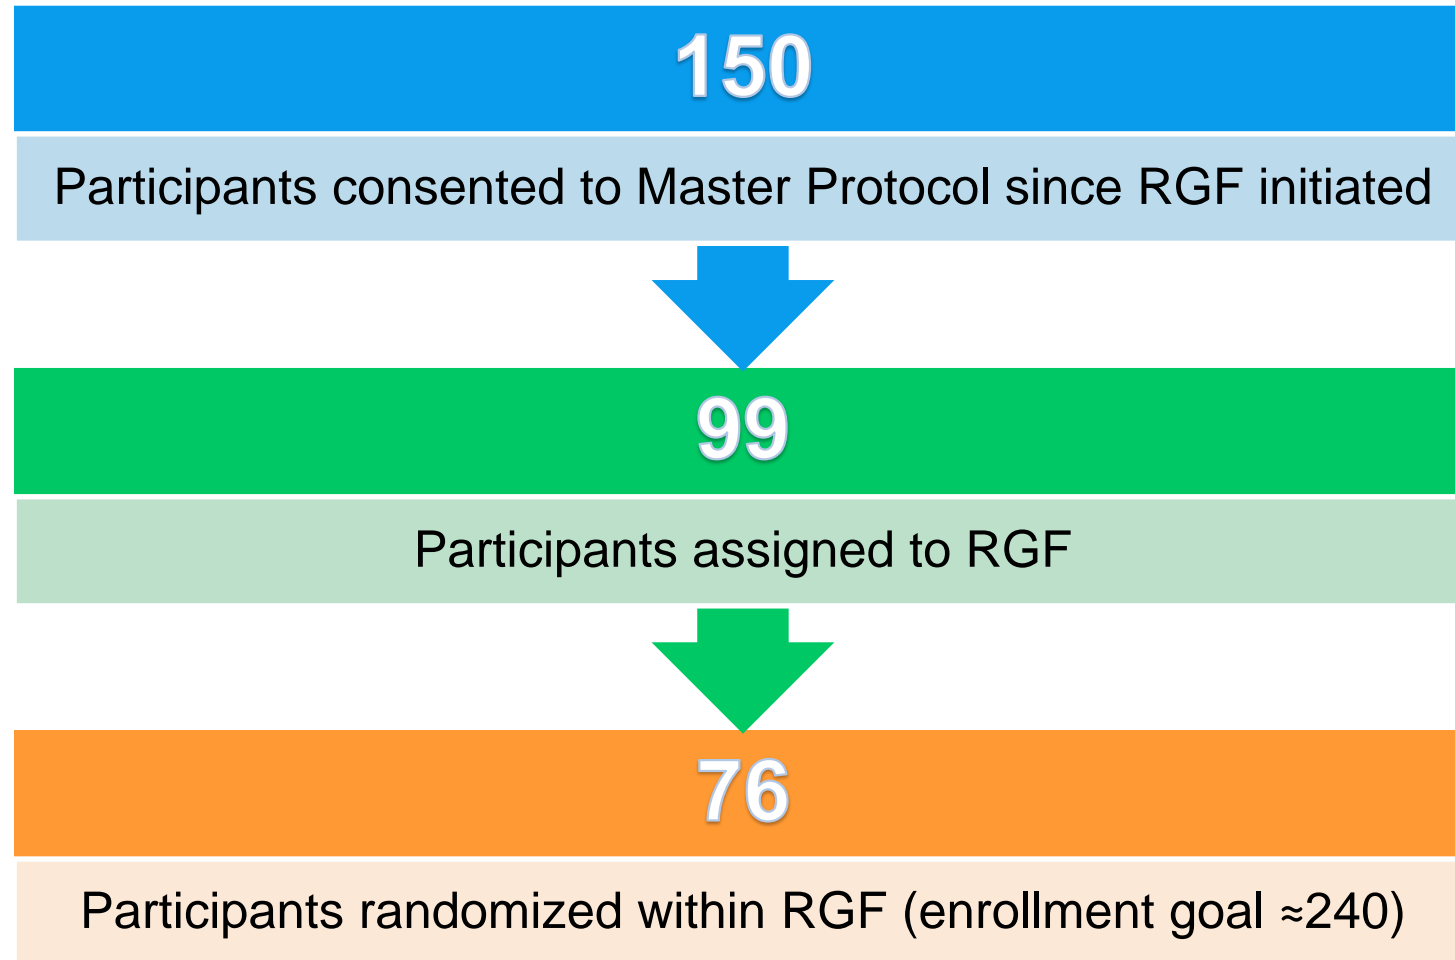 150
Participants consented to Master Protocol since RGF initiated
99
Participants assigned to RGF
76
Participants randomized within RGF (enrollment goal ≈240)